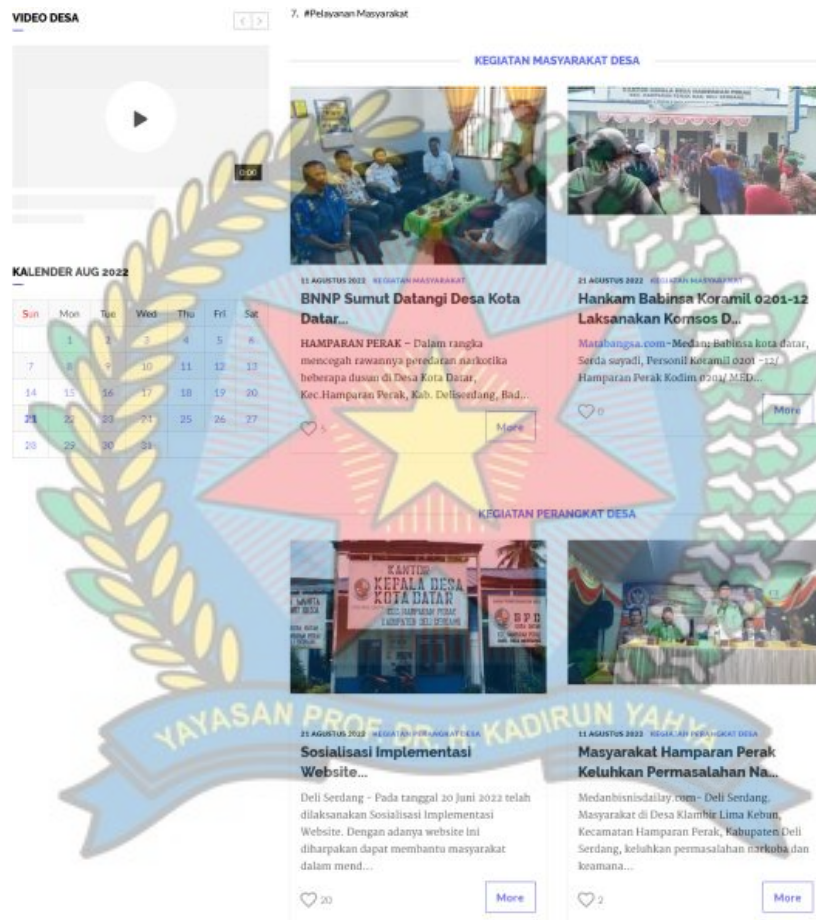 VIDEO DESA
0:00
KALENDER AUG 2022
Sun Mon Tue Wed Thu Fri Sat
1 2 3 4 5 6
7 8 9 10 11 12 13
14 15 16 17 18 19 20
21 22 23 24 25 26 27
28 29 30 31
7. #Pelayanan Masyarakat
KEGIATAN MASYARAKAT DESA
11 AGUSTUS 2022 KEGIATAN MASYARAKAT
BNNP Sumut Datangi Desa Kota
Datar...
HAMPARAN PERAK – Dalam rangka
mencegah rawannya peredaran narkotika
beberapa dusun di Desa Kota Datar,
Kec.Hamparan Perak, Kab. Deliserdang, Bad...
5
More
21 AGUSTUS 2022 KEGIATAN MASYARAKAT
Hankam Babinsa Koramil 0201-12
Laksanakan Komsos D...
Matabangsa.com-Medan: Babinsa kota datar,
Serda suyadi, Personil Koramil 0201 -12/
Hamparan Perak Kodim 0201/ MED...
0
More
KEGIATAN PERANGKAT DESA
KANTOR
KEPALA DESA
KOTA DATAR
KEC. HAMPARAN PERAK
KABUPATEN DELI SERDANG
BPD
21 AGUSTUS 2022 KEGIATAN PERANGKAT DESA
Sosialisasi Implementasi
Website...
Deli Serdang - Pada tanggal 20 Juni 2022 telah
dilaksanakan Sosialisasi Implementasi
Website. Dengan adanya website ini
diharpakan dapat membantu masyarakat
dalam mend...
20
More
11 AGUSTUS 2022 KEGIATAN PERANGKAT DESA
Masyarakat Hamparan Perak
Keluhkan Permasalahan Na...
Medanbisnisdailay.com- Deli Serdang.
Masyarakat di Desa Klambir Lima Kebun,
Kecamatan Hamparan Perak, Kabupaten Deli
Serdang, keluhkan permasalahan narkoba dan
keamana...
2
More
YAYASAN PROF. DR. H. KADIRUN YAHYA